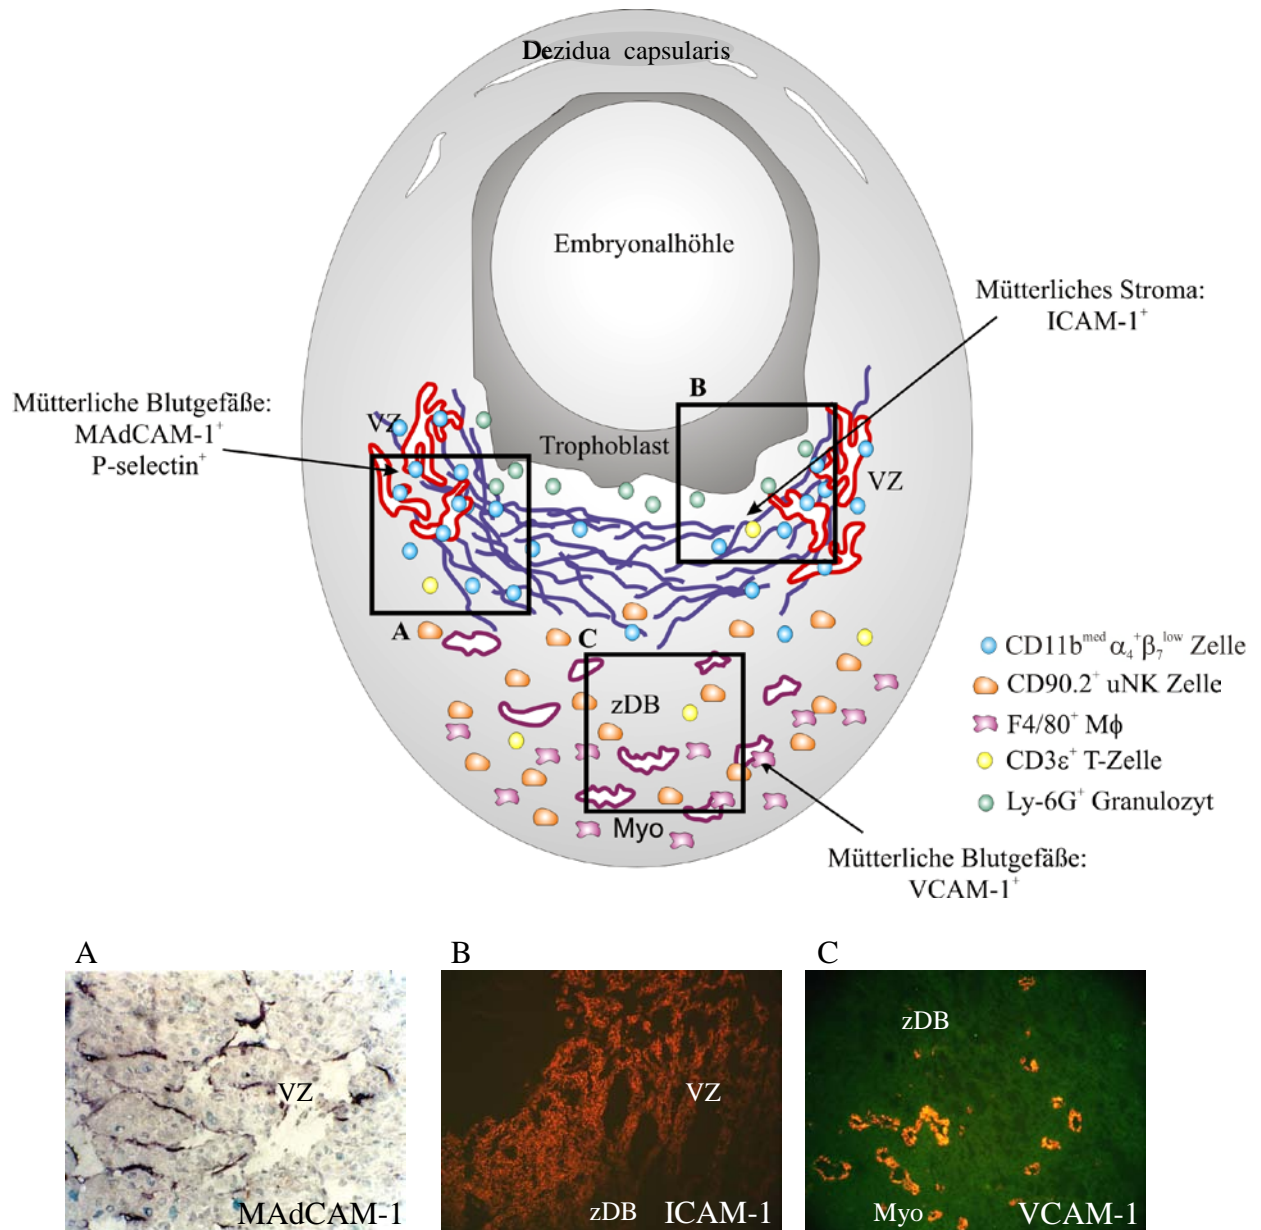 Dezidua capsularis
Embryonalhöhle
Mütterliches Stroma:
ICAM-1⁺
B
Mütterliche Blutgefäße:
MAdCAM-1⁺
P-selectin⁺
VZ
Trophoblast
VZ
A
C
zDB
Myo
CD11bᵐᵉᵈ α₄⁺β₇ˡᵒʷ Zelle
CD90.2⁺ uNK Zelle
F4/80⁺ Mϕ
CD3ε⁺ T-Zelle
Ly-6G⁺ Granulozyt
Mütterliche Blutgefäße:
VCAM-1⁺
A
VZ
MAdCAM-1
B
VZ
zDB
ICAM-1
C
zDB
Myo
VCAM-1